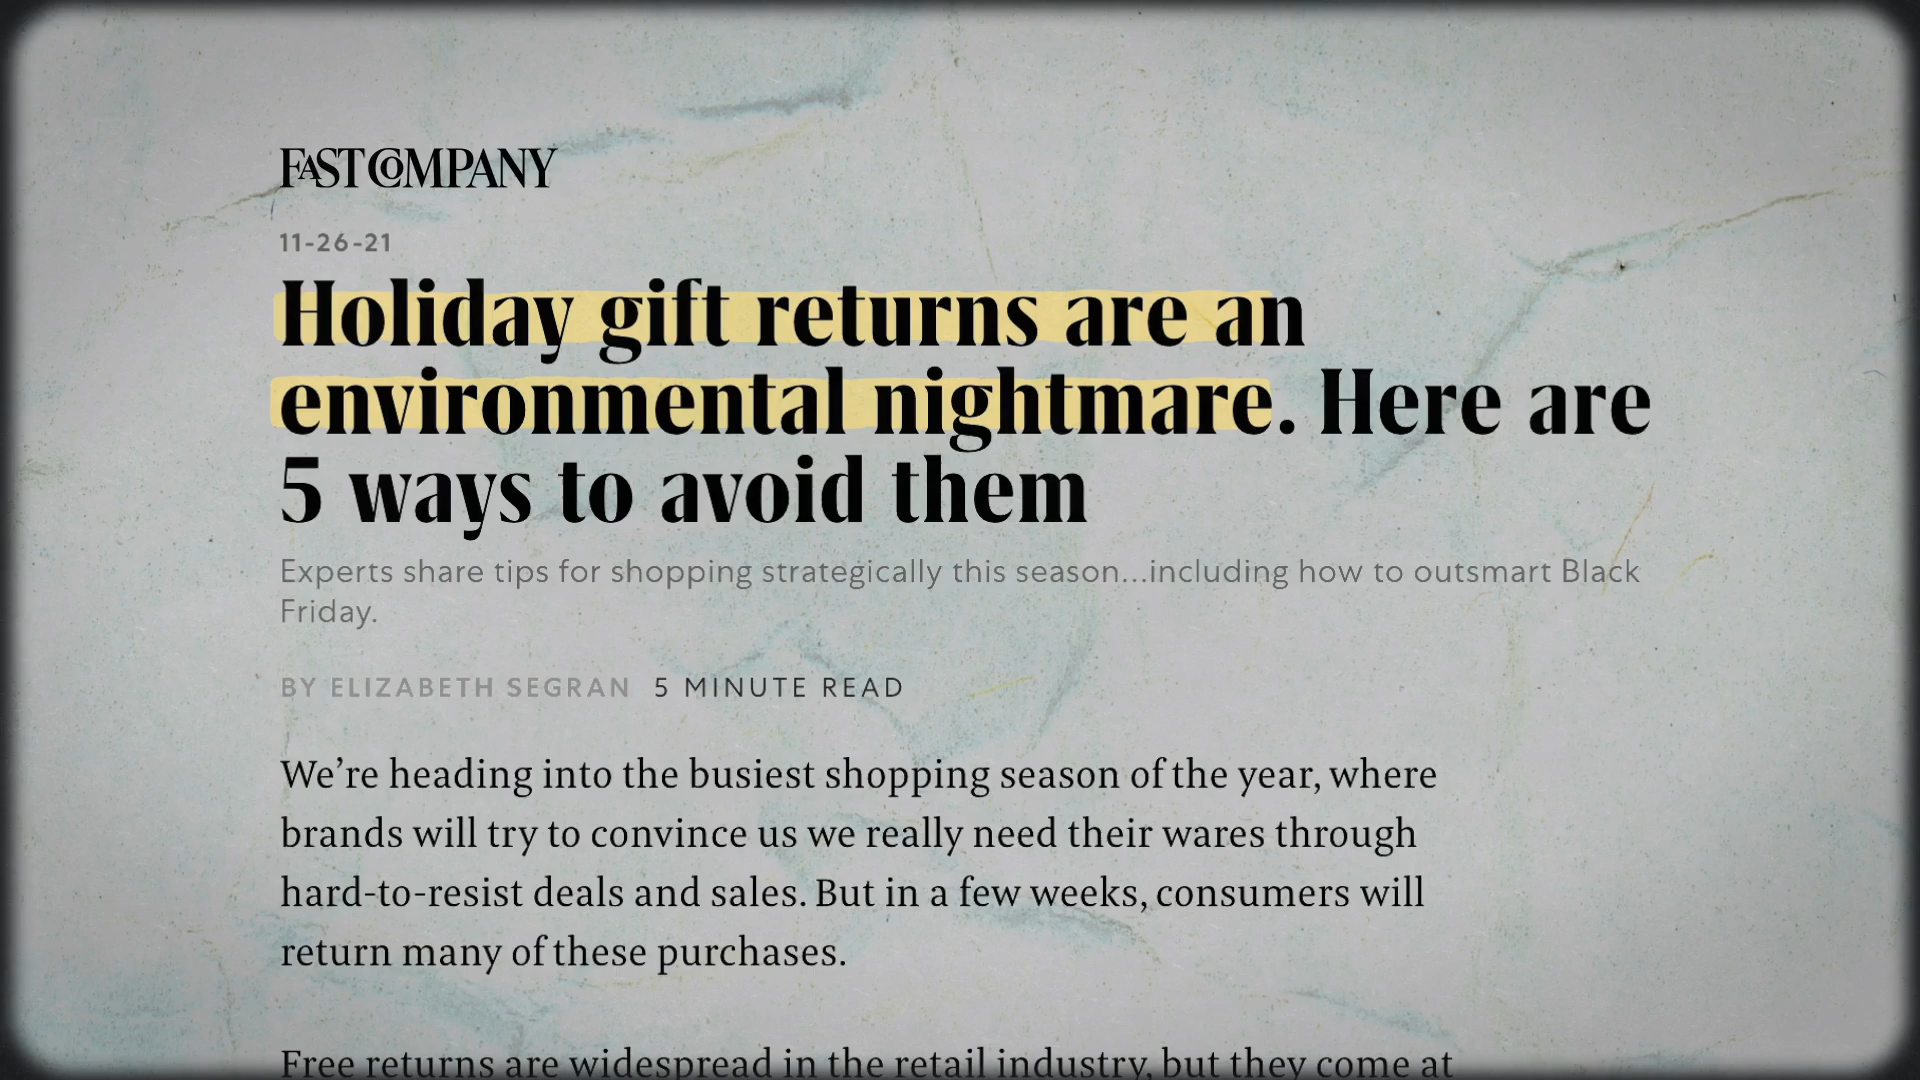 FAST COMPANY
11-26-21
Holiday gift returns are an
environmental nightmare. Here are
5 ways to avoid them
Experts share tips for shopping strategically this season...including how to outsmart Black
Friday.
BY ELIZABETH SEGRAN 5 MINUTE READ
We’re heading into the busiest shopping season of the year, where
brands will try to convince us we really need their wares through
hard-to-resist deals and sales. But in a few weeks, consumers will
return many of these purchases.
Free returns are widespread in the retail industry, but they come at